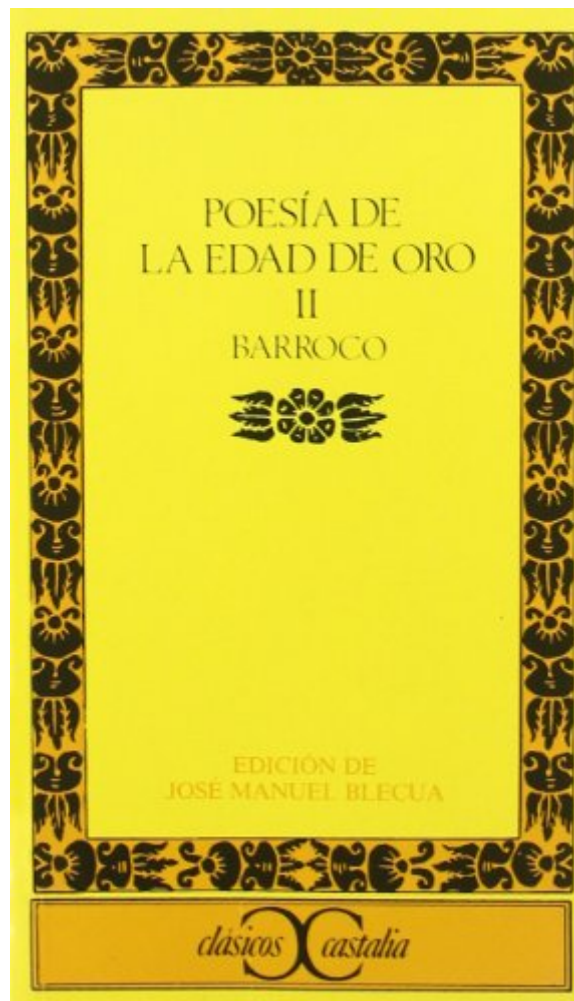 POESÍA DE
LA EDAD DE ORO
II
BARROCO
EDICIÓN DE
JOSÉ MANUEL BLECUA
clásicos castalia